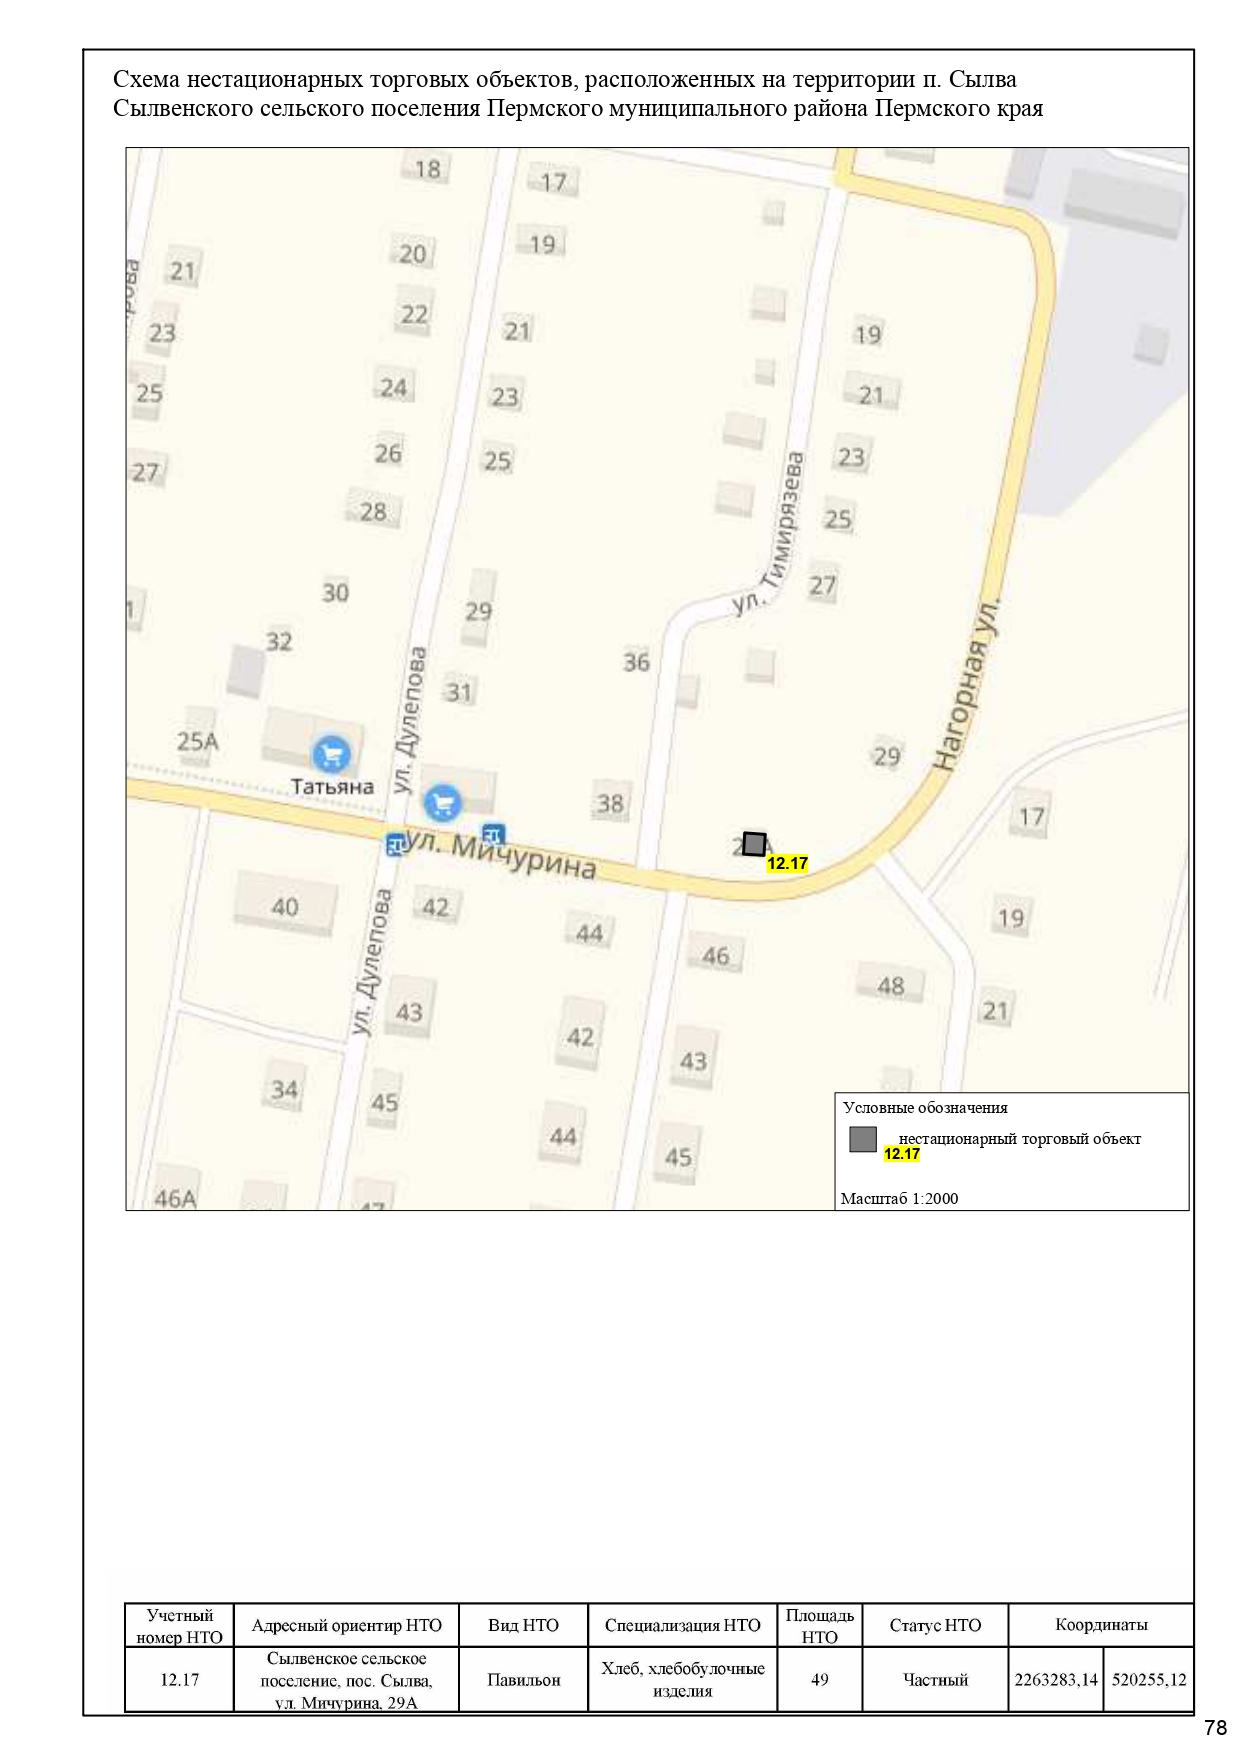 Схема нестационарных торговых объектов, расположенных на территории п. Сылва
Сылвенского сельского поселения Пермского муниципального района Пермского края
18
17
20
19
21
22
21
23
19
24
25
23
21
26
25
23
27
28
25
ул. Тимирязева
27
30
29
32
36
31
Нагорная ул.
ул. Дулепова
25А
29
Татьяна
38
17
12.17
ул. Мичурина
40
42
44
19
46
48
ул. Дулепова
43
42
21
43
34
45
44
45
46А
47
Условные обозначения
нестационарный торговый объект
12.17
Масштаб 1:2000
Учетный номер НТО
Адресный ориентир НТО
Вид НТО
Специализация НТО
Площадь НТО
Статус НТО
Координаты
12.17
Сылвенское сельское
поселение, пос. Сылва,
ул. Мичурина, 29А
Павильон
Хлеб, хлебобулочные
изделия
49
Частный
2263283,14
520255,12
78